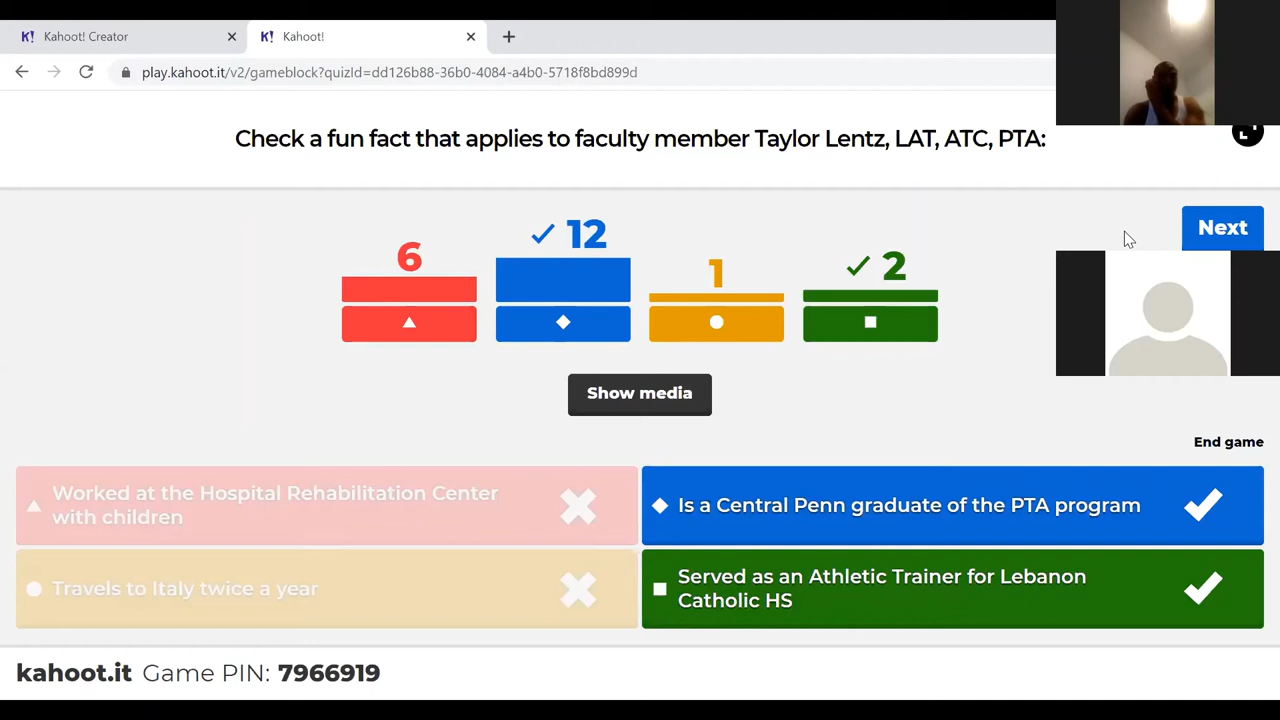 K! Kahoot! Creator
K! Kahoot!
play.kahoot.it/v2/gameblock?quizId=dd126b88-36b0-4084-a4b0-5718f8bd899d
Check a fun fact that applies to faculty member Taylor Lentz, LAT, ATC, PTA:
Next
6
12
1
2
Show media
End game
Worked at the Hospital Rehabilitation Center
with children
Is a Central Penn graduate of the PTA program
Travels to Italy twice a year
Served as an Athletic Trainer for Lebanon
Catholic HS
kahoot.it Game PIN: 7966919